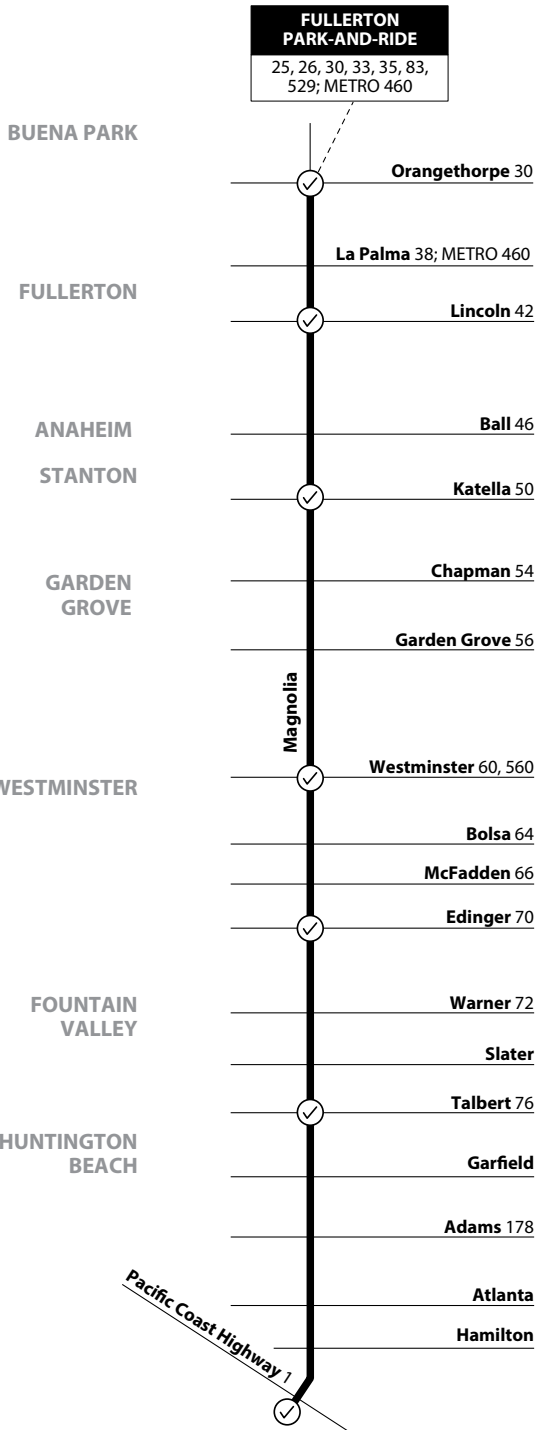 FULLERTON
PARK-AND-RIDE
25, 26, 30, 33, 35, 83,
529; METRO 460
BUENA PARK
Orangethorpe 30
La Palma 38; METRO 460
FULLERTON
Lincoln 42
Ball 46
ANAHEIM
STANTON
Katella 50
Chapman 54
GARDEN
GROVE
Garden Grove 56
Magnolia
Westminster 60, 560
WESTMINSTER
Bolsa 64
McFadden 66
Edinger 70
Warner 72
FOUNTAIN
VALLEY
Slater
Talbert 76
HUNTINGTON
BEACH
Garfield
Adams 178
Atlanta
Hamilton
Pacific Coast Highway 1